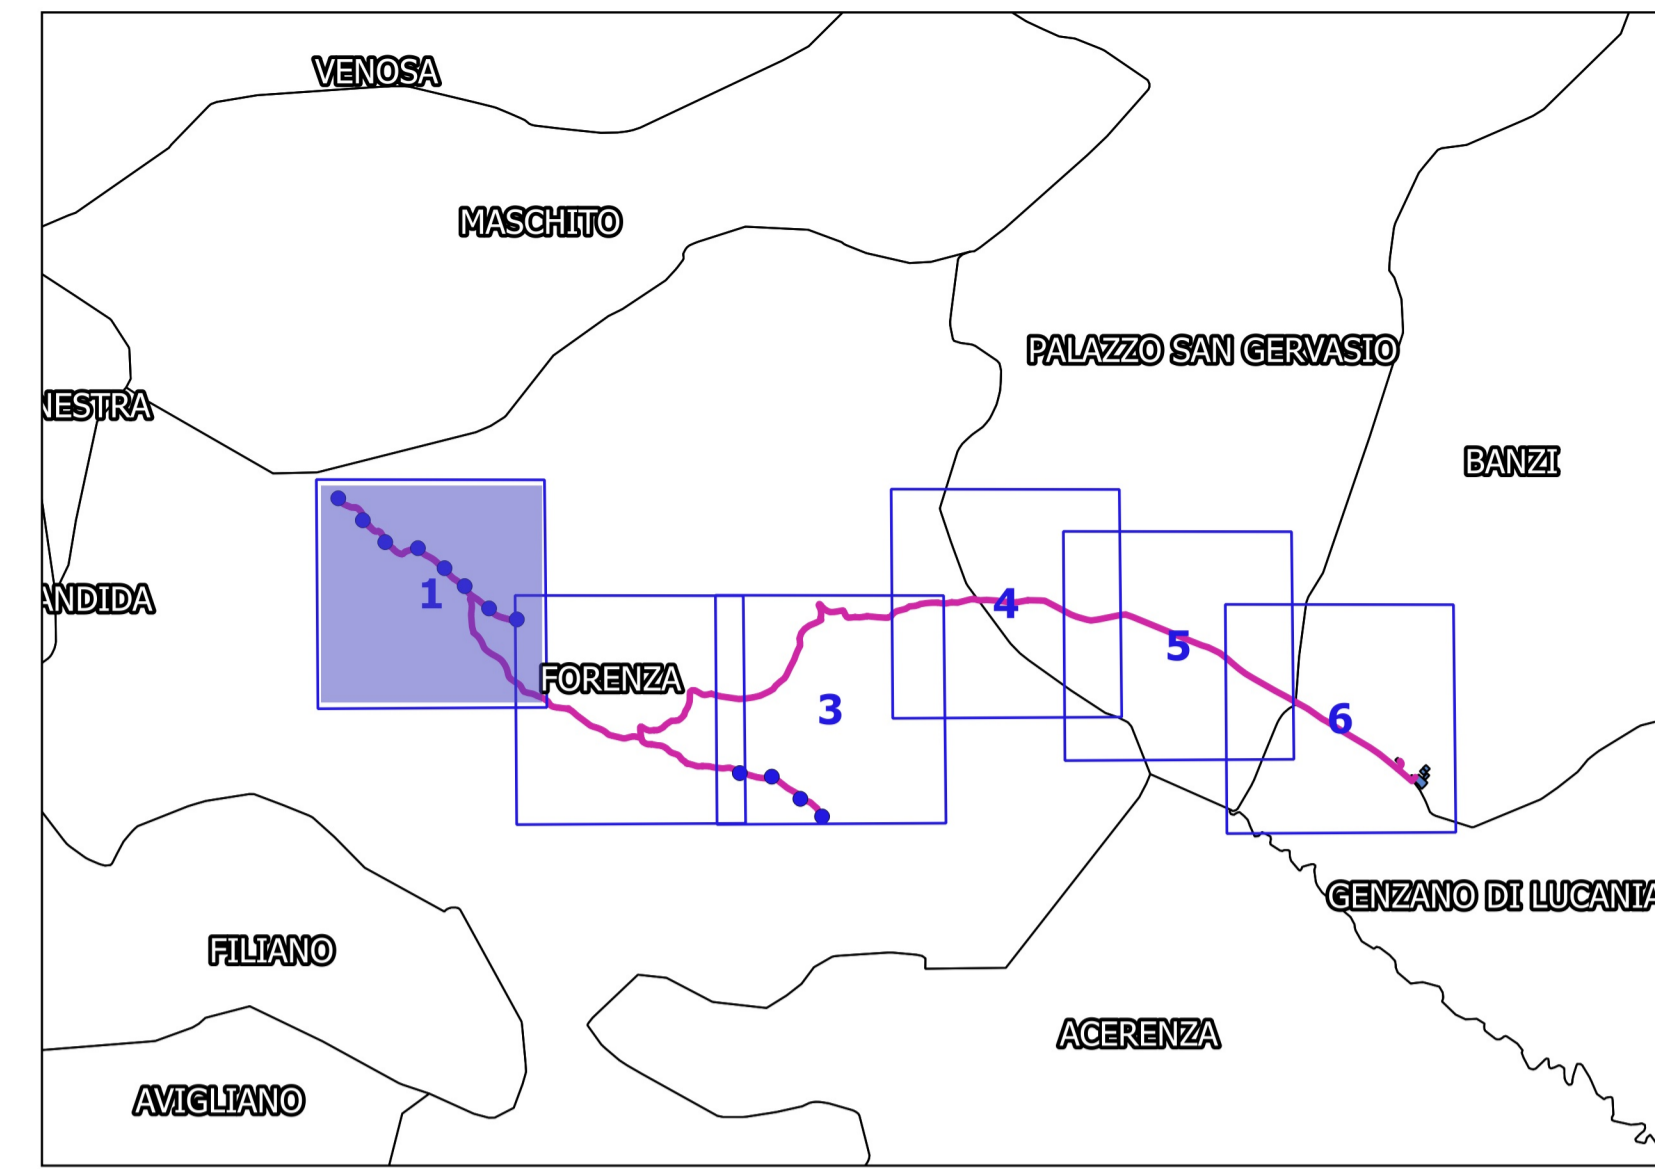 VENOSA
MASCHITO
PALAZZO SAN GERVASIO
NESTRA
BANZI
1
ANDIDA
4
5
FORENZA
3
6
GENZANO DI LUCANIA
FILIANO
ACERENZA
AVIGLIANO